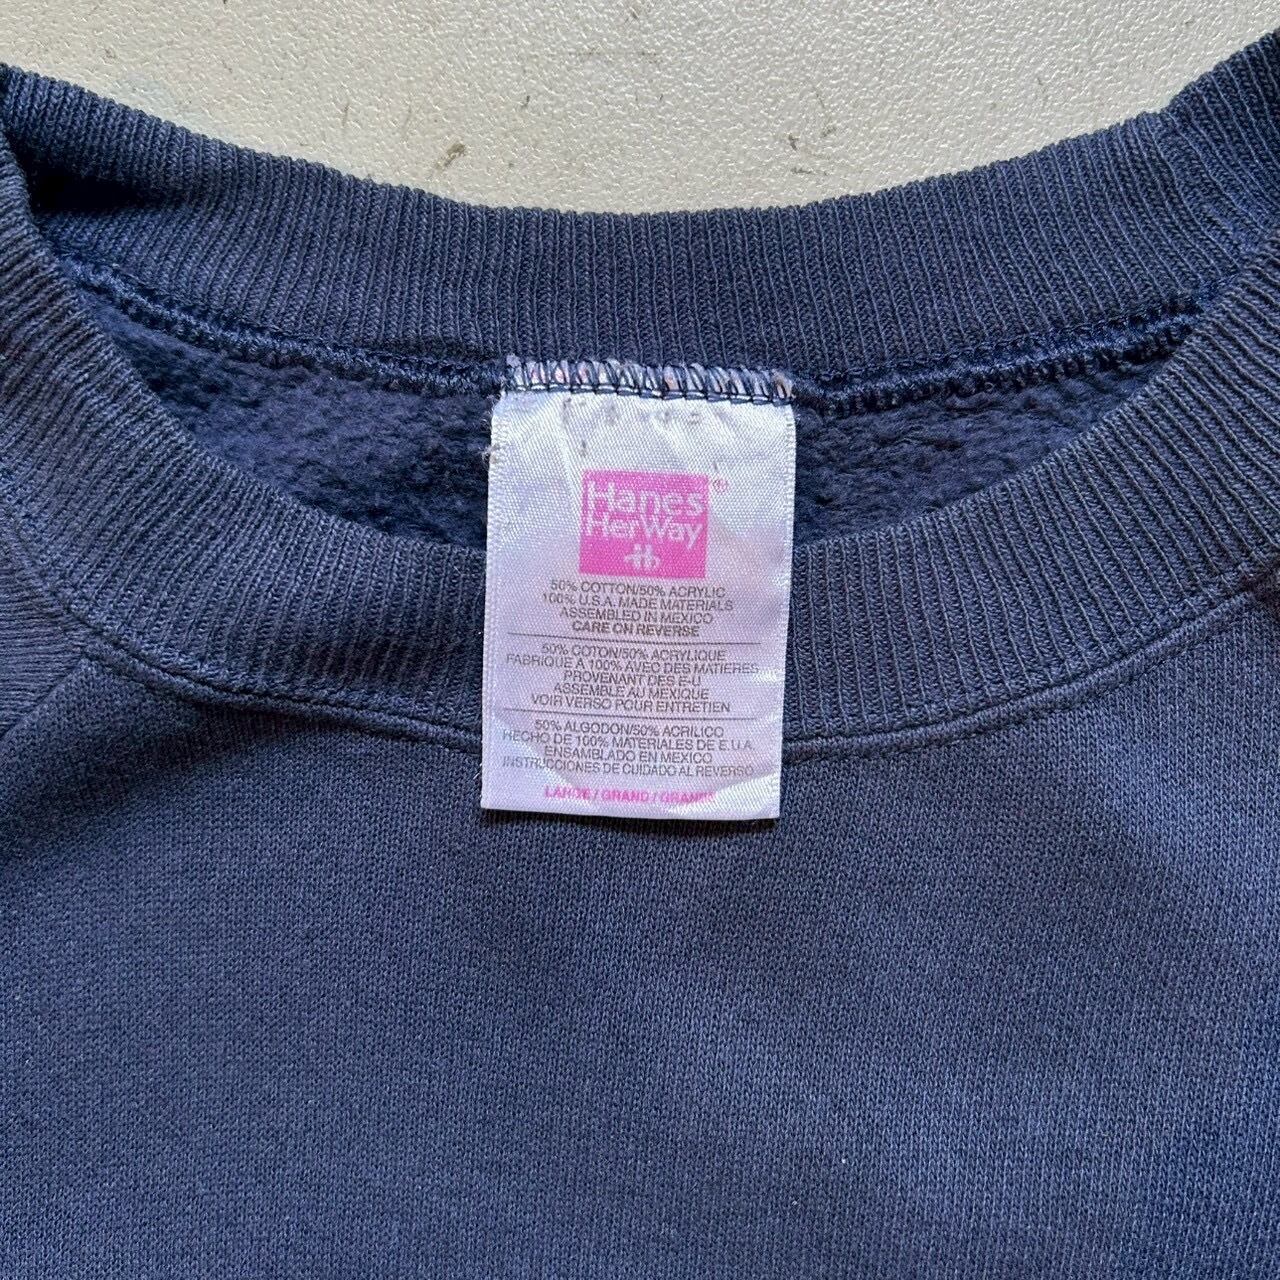 Hanes
HerWay
®
50% COTTON/50% ACRYLIC
100% U.S.A. MADE MATERIALS
ASSEMBLED IN MEXICO
CARE ON REVERSE
50% COTON/50% ACRYLIQUE
FABRIQUE A 100% AVEC DES MATIERES
PROVENANT DES E-U
ASSEMBLE AU MEXIQUE
VOIR VERSO POUR ENTRETIEN
50% ALGODON/50% ACRILICO
HECHO DE 100% MATERIALES DE E.U.A.
ENSAMBLADO EN MEXICO
INSTRUCCIONES DE CUIDADO AL REVERSO
LARGE / GRAND / GRANDE